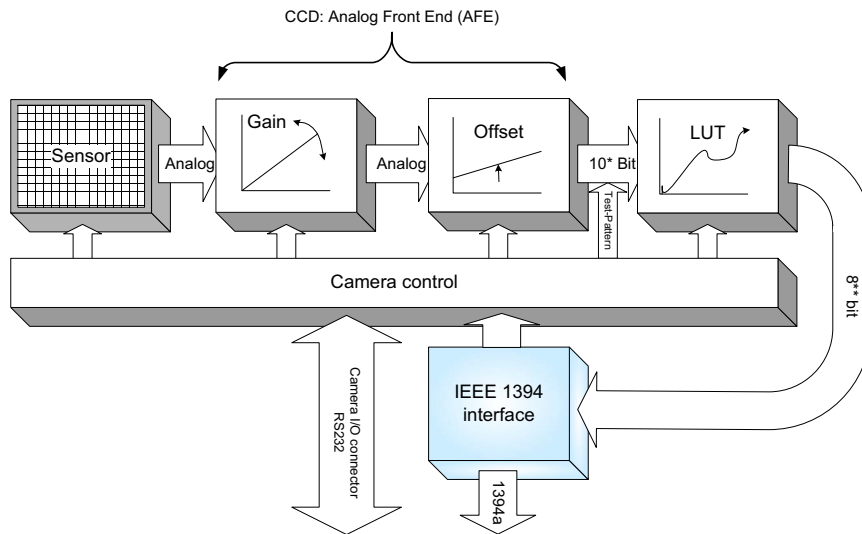 CCD: Analog Front End (AFE)
Sensor
Analog
Gain
Analog
Offset
10* Bit
LUT
Test-Pattern
Camera control
8** bit
Camera I/O connector
RS232
IEEE 1394
interface
1394a